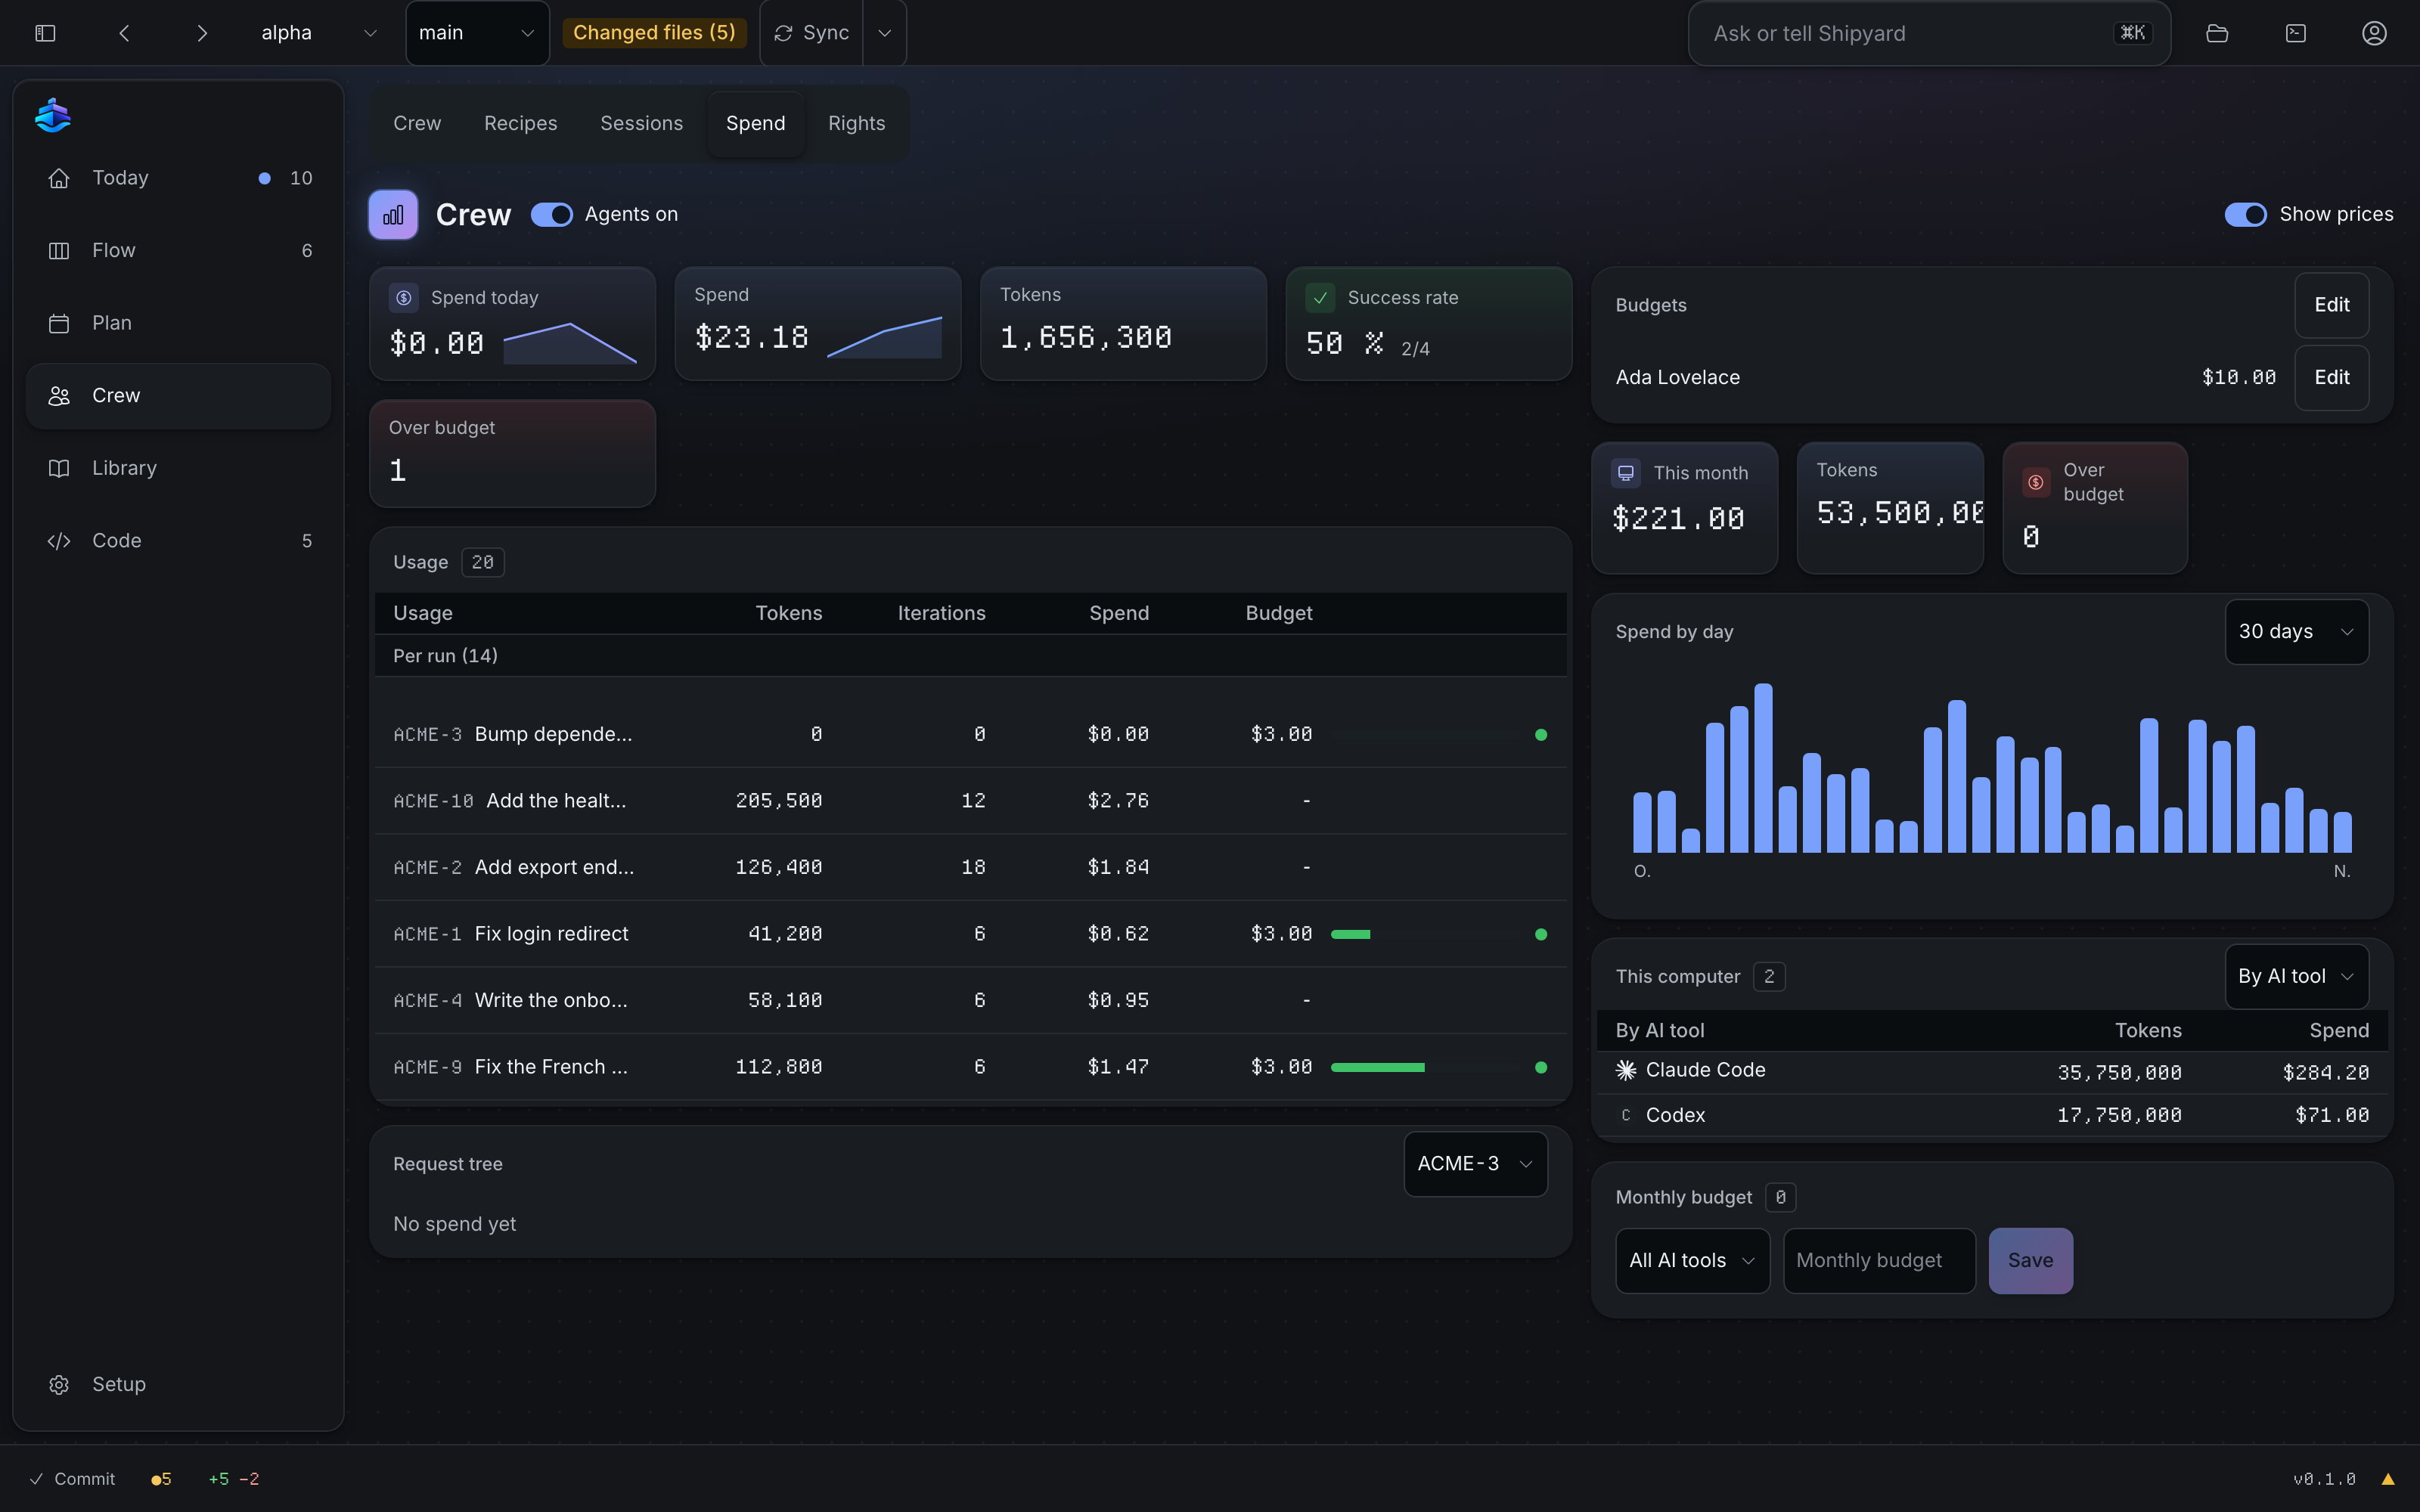 alpha
main
Changed files (5)
Sync
Ask or tell Shipyard
⌘K
Today 10
Flow 6
Plan
Crew
Library
Code 5
Setup
Crew Recipes Sessions Spend Rights
Crew Agents on
Show prices
Spend today
$0.00
Spend
$23.18
Tokens
1,656,300
Success rate
50 % 2/4
Over budget
1
Usage 20
Usage Tokens Iterations Spend Budget
Per run (14)
ACME-3 Bump depende... 0 0 $0.00 $3.00
ACME-10 Add the healt... 205,500 12 $2.76 -
ACME-2 Add export end... 126,400 18 $1.84 -
ACME-1 Fix login redirect 41,200 6 $0.62 $3.00
ACME-4 Write the onbo... 58,100 6 $0.95 -
ACME-9 Fix the French ... 112,800 6 $1.47 $3.00
Request tree ACME-3
No spend yet
Budgets Edit
Ada Lovelace $10.00 Edit
This month
$221.00
Tokens
53,500,00
Over
budget
0
Spend by day 30 days
O. N.
This computer 2 By AI tool
By AI tool Tokens Spend
Claude Code 35,750,000 $284.20
C Codex 17,750,000 $71.00
Monthly budget 0
All AI tools Monthly budget Save
Commit 5 +5 -2
v0.1.0